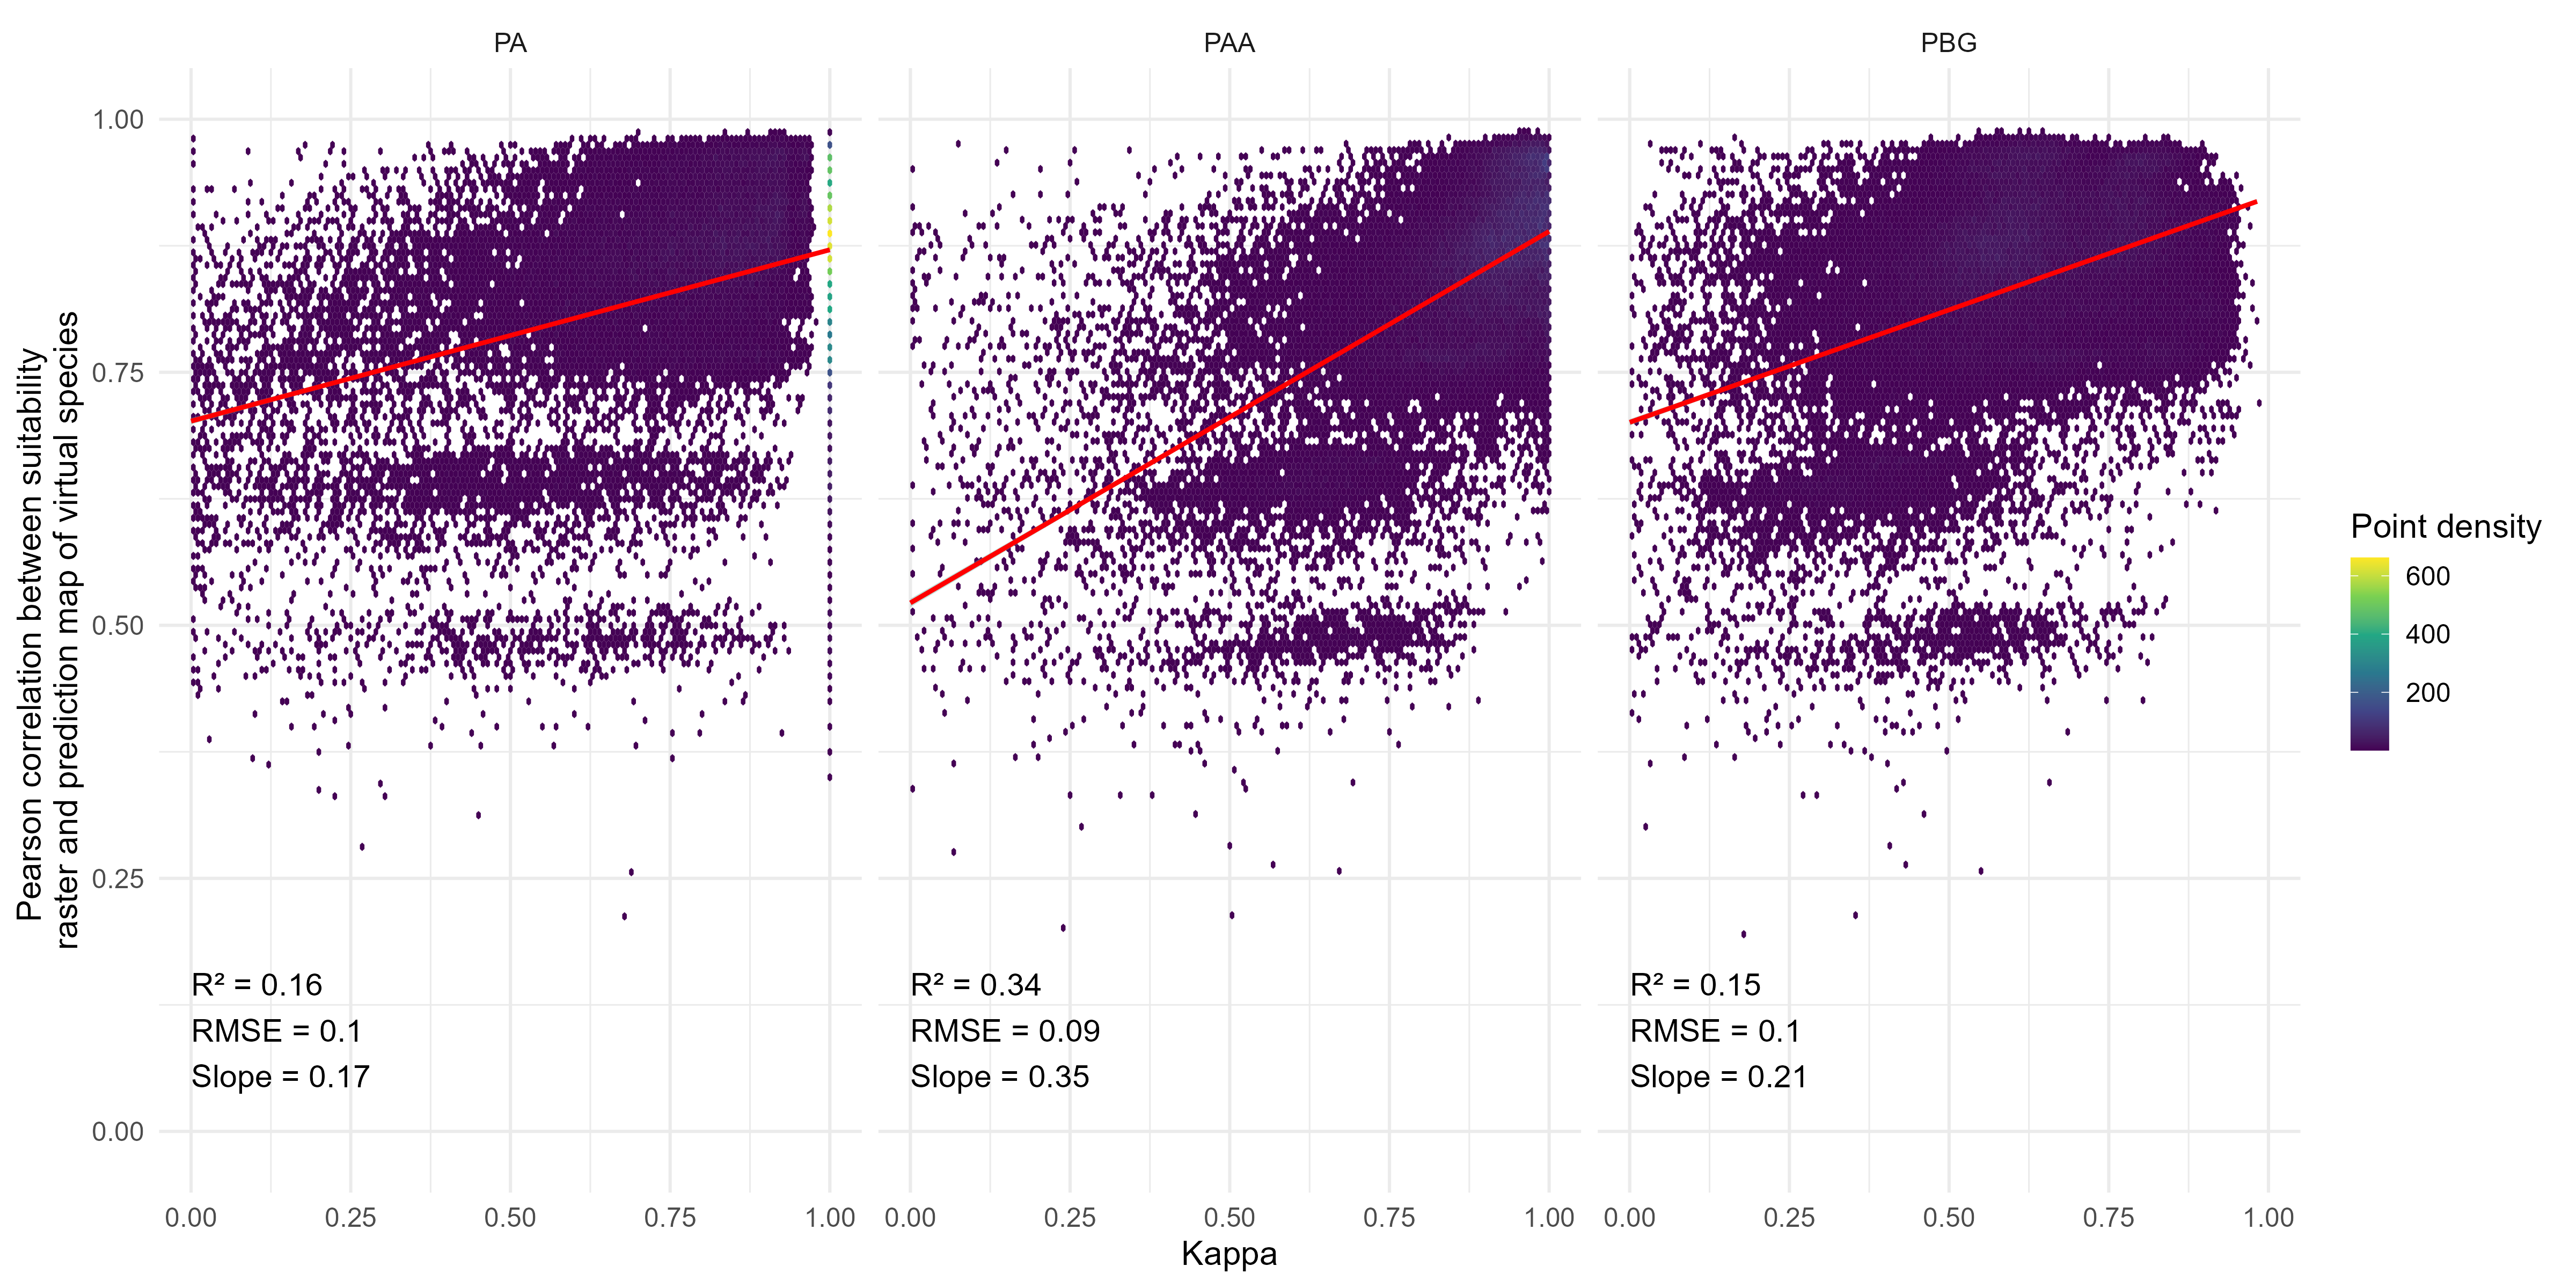 PA
PAA
PBG
Pearson correlation between suitability
raster and prediction map of virtual species
1.00
0.75
0.50
0.25
0.00
R² = 0.16
RMSE = 0.1
Slope = 0.17
R² = 0.34
RMSE = 0.09
Slope = 0.35
R² = 0.15
RMSE = 0.1
Slope = 0.21
0.00 0.25 0.50 0.75 1.00
0.00 0.25 0.50 0.75 1.00
0.00 0.25 0.50 0.75 1.00
Kappa
Point density
600
400
200